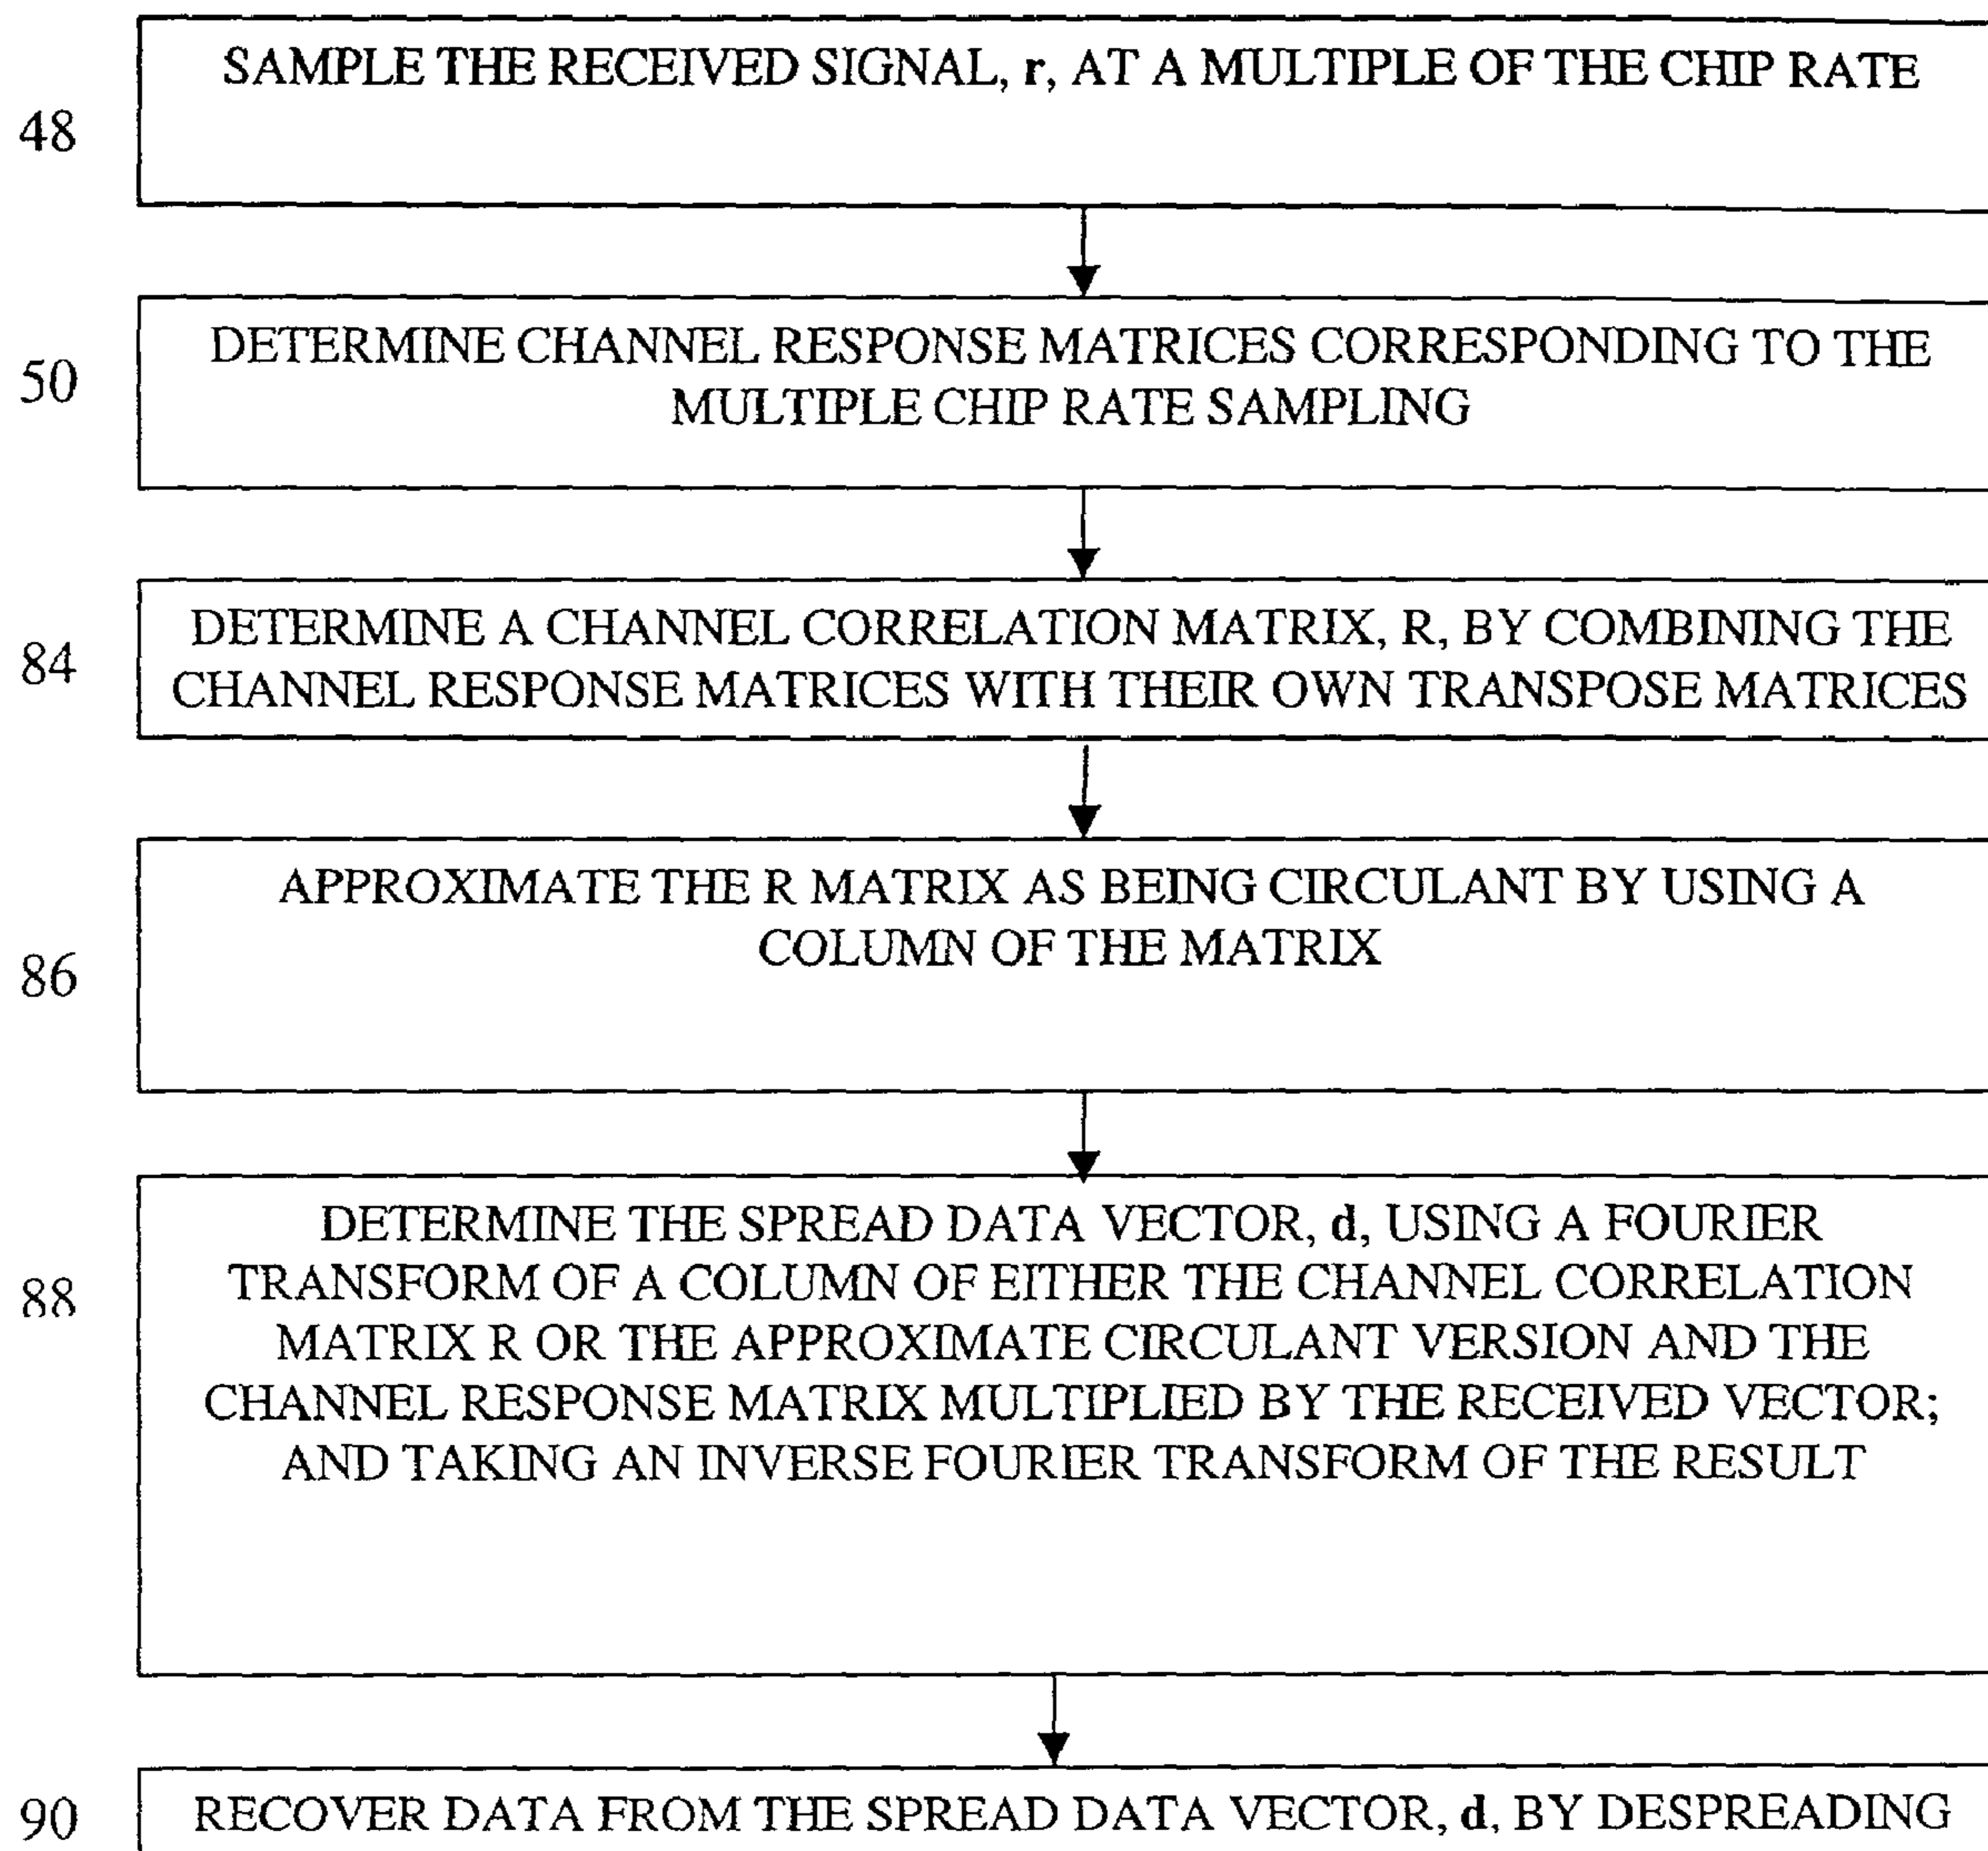 SAMPLE THE RECEIVED SIGNAL, r, AT A MULTIPLE OF THE CHIP RATE
48
DETERMINE CHANNEL RESPONSE MATRICES CORRESPONDING TO THE
50
MULTIPLE CHIP RATE SAMPLING
DETERMINE A CHANNEL CORRELATION MATRIX, R, BY COMBINING THE
84
CHANNEL RESPONSE MATRICES WITH THEIR OWN TRANSPOSE MATRICES
APPROXIMATE THE R MATRIX AS BEING CIRCULANT BY USING A
COLUMN OF THE MATRIX
86
DETERMINE THE SPREAD DATA VECTOR, d, USING A FOURIER
TRANSFORM OF A COLUMN OF EITHER THE CHANNEL CORRELATION
88
MATRIX R OR THE APPROXIMATE CIRCULANT VERSION AND THE
CHANNEL RESPONSE MATRIX MULTIPLIED BY THE RECEIVED VECTOR;
AND TAKING AN INVERSE FOURIER TRANSFORM OF THE RESULT
90
RECOVER DATA FROM THE SPREAD DATA VECTOR, d, BY DESPREADING